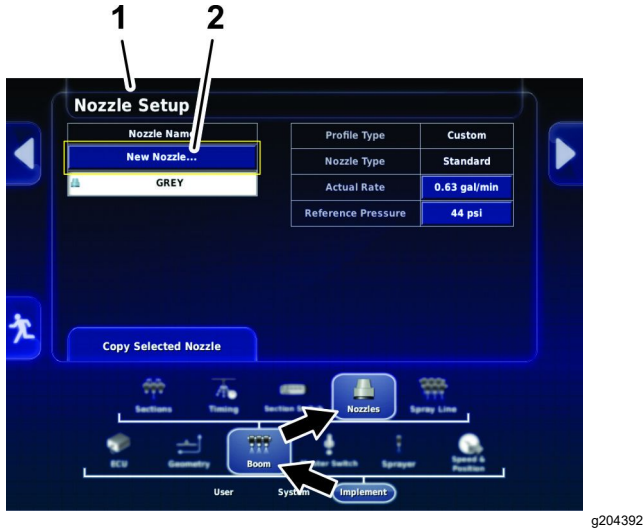 1 2
Nozzle Setup
Nozzle Name
New Nozzle...
GREY
Profile Type Custom
Nozzle Type Standard
Actual Rate 0.63 gal/min
Reference Pressure 44 psi
Copy Selected Nozzle
Sections Timing Section Nozzles Spray Line
ECU Geometry Boom Switch Sprayer Speed & Position
User System Implement
g204392